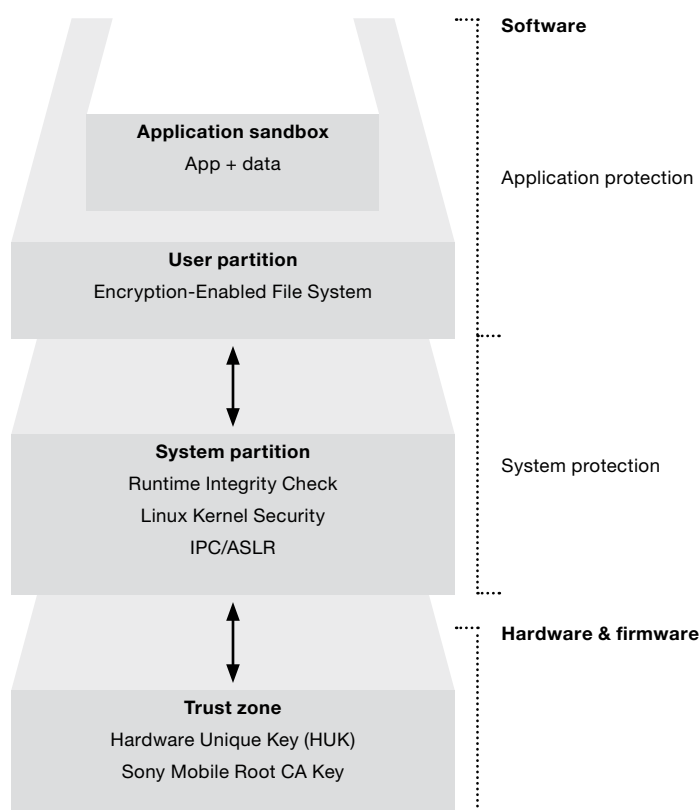 Software
Application sandbox
App + data
Application protection
User partition
Encryption-Enabled File System
System partition
Runtime Integrity Check
Linux Kernel Security
IPC/ASLR
System protection
Hardware & firmware
Trust zone
Hardware Unique Key (HUK)
Sony Mobile Root CA Key